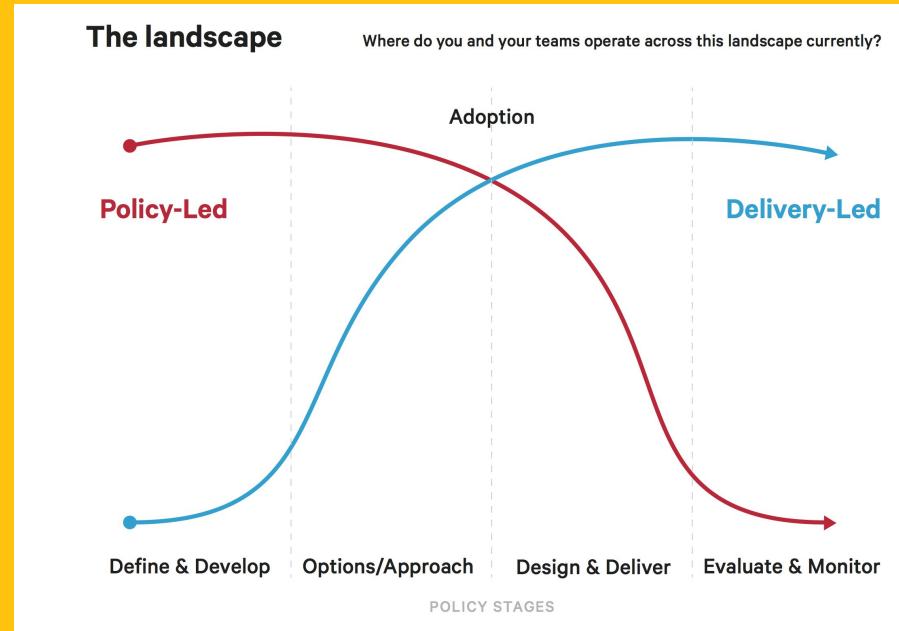 The landscape
Where do you and your teams operate across this landscape currently?
Adoption
Policy-Led
Delivery-Led
Define & Develop
Options/Approach
Design & Deliver
Evaluate & Monitor
POLICY STAGES